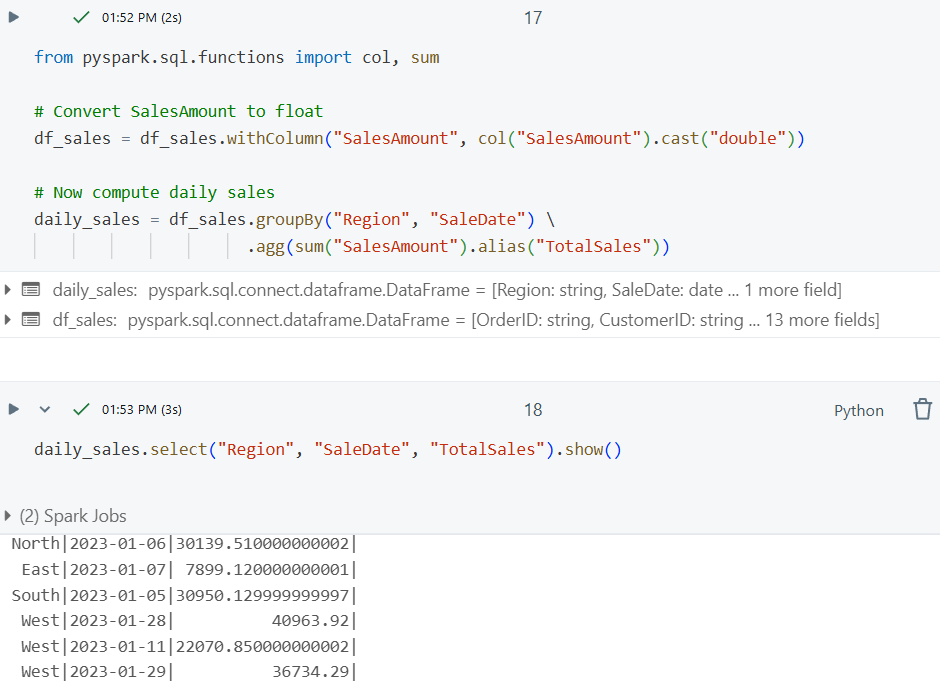 01:52 PM (2s) 17
from pyspark.sql.functions import col, sum
# Convert SalesAmount to float
df_sales = df_sales.withColumn("SalesAmount", col("SalesAmount").cast("double"))
# Now compute daily sales
daily_sales = df_sales.groupBy("Region", "SaleDate") \
.agg(sum("SalesAmount").alias("TotalSales"))
daily_sales: pyspark.sql.connect.dataframe.DataFrame = [Region: string, SaleDate: date ... 1 more field]
df_sales: pyspark.sql.connect.dataframe.DataFrame = [OrderID: string, CustomerID: string ... 13 more fields]
01:53 PM (3s) 18 Python
daily_sales.select("Region", "SaleDate", "TotalSales").show()
(2) Spark Jobs
North|2023-01-06|30139.510000000002|
East|2023-01-07| 7899.120000000001|
South|2023-01-05|30950.129999999997|
West|2023-01-28| 40963.92|
West|2023-01-11|22070.850000000002|
West|2023-01-29| 36734.29|